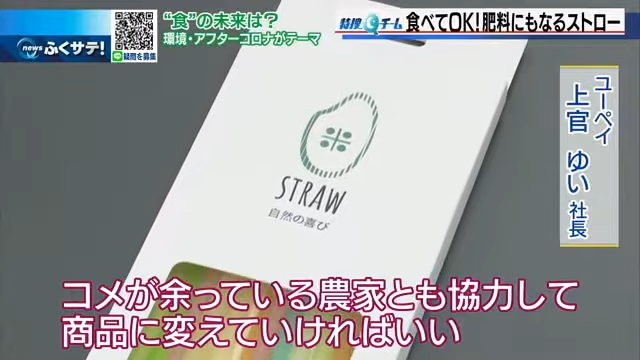 news ふくサテ!
疑問を募集
"食"の未来は?
環境・アフターコロナがテーマ
特捜Qチーム
食べてOK!肥料にもなるストロー
ユーペイ
上官 ゆい 社長
STRAW
自然の喜び
コメが余っている農家とも協力して
商品に変えていければいい